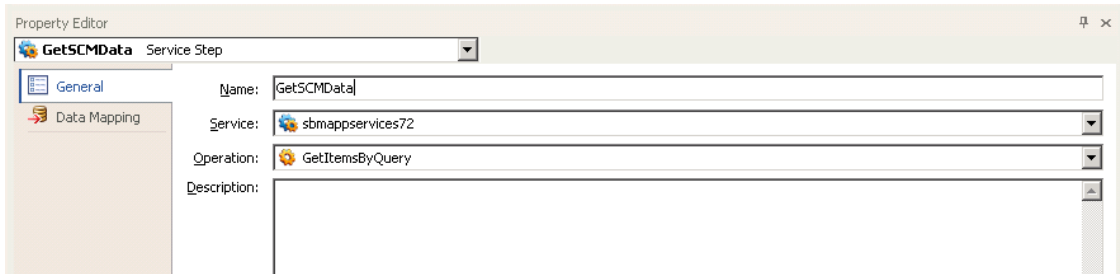 Property Editor
GetSCMData Service Step
General
Name: GetSCMData
Data Mapping
Service: sbmappservices72
Operation: GetItemsByQuery
Description: